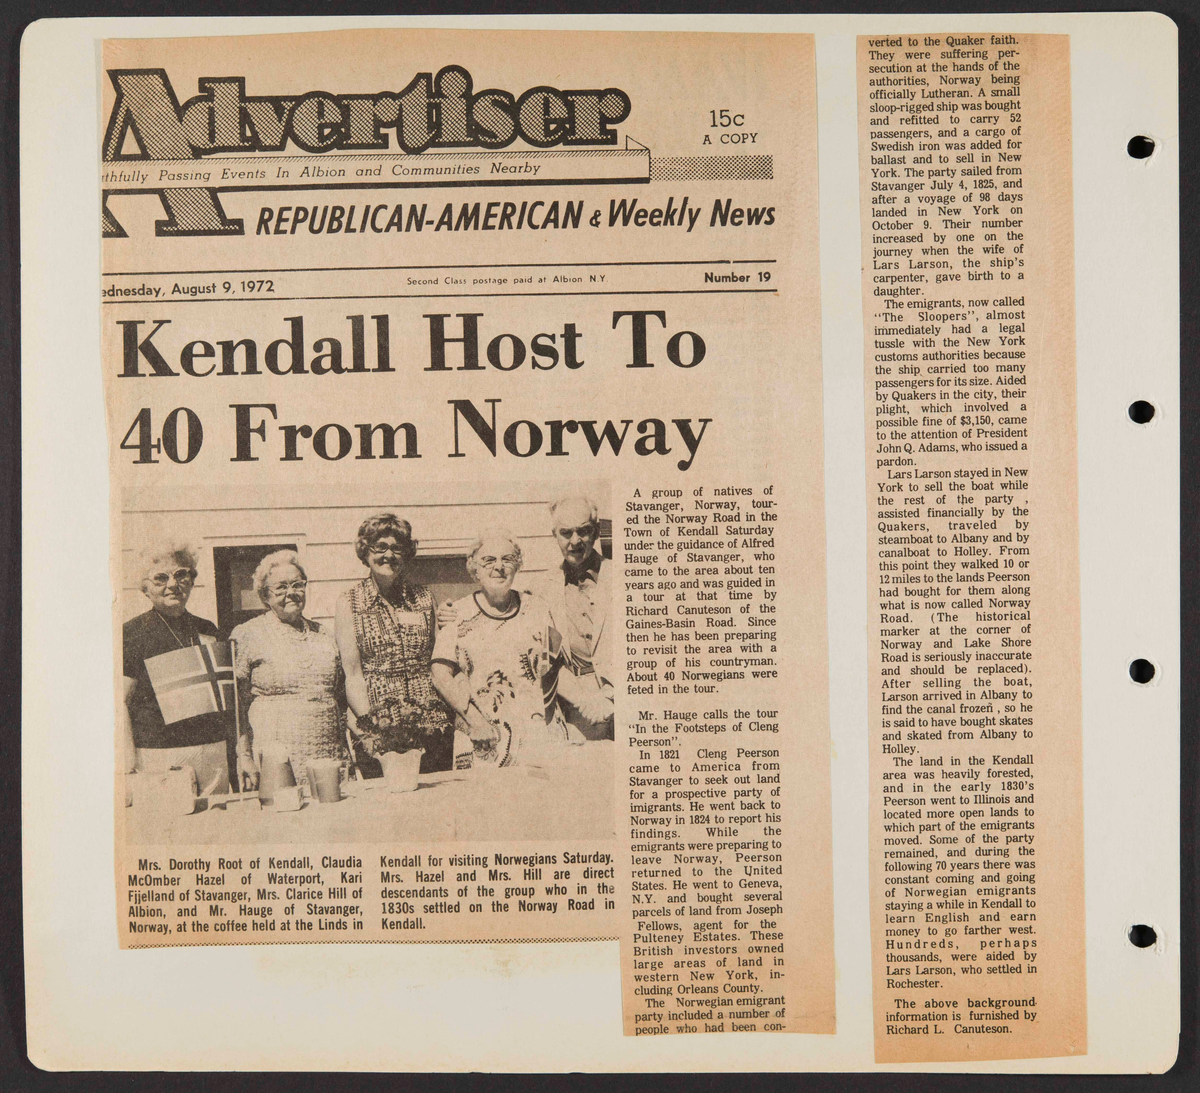 Advertiser
15c
A COPY
thfully Passing Events In Albion and Communities Nearby
REPUBLICAN-AMERICAN & Weekly News
ednesday, August 9, 1972
Second Class postage paid at Albion N.Y.
Number 19
Kendall Host To
40 From Norway
Mrs. Dorothy Root of Kendall, Claudia
McOmber Hazel of Waterport, Kari
Fjjelland of Stavanger, Mrs. Clarice Hill of
Albion, and Mr. Hauge of Stavanger,
Norway, at the coffee held at the Linds in
Kendall for visiting Norwegians Saturday.
Mrs. Hazel and Mrs. Hill are direct
descendants of the group who in the
1830s settled on the Norway Road in
Kendall.
A group of natives of
Stavanger, Norway, tour-
ed the Norway Road in the
Town of Kendall Saturday
under the guidance of Alfred
Hauge of Stavanger, who
came to the area about ten
years ago and was guided in
a tour at that time by
Richard Canuteson of the
Gaines-Basin Road. Since
then he has been preparing
to revisit the area with a
group of his countryman.
About 40 Norwegians were
feted in the tour.
Mr. Hauge calls the tour
"In the Footsteps of Cleng
Peerson".
In 1821 Cleng Peerson
came to America from
Stavanger to seek out land
for a prospective party of
imigrants. He went back to
Norway in 1824 to report his
findings. While the
emigrants were preparing to
leave Norway, Peerson
returned to the United
States. He went to Geneva,
N.Y. and bought several
parcels of land from Joseph
Fellows, agent for the
Pulteney Estates. These
British investors owned
large areas of land in
western New York, in-
cluding Orleans County.
The Norwegian emigrant
party included a number of
people who had been con-
verted to the Quaker faith.
They were suffering per-
secution at the hands of the
authorities, Norway being
officially Lutheran. A small
sloop-rigged ship was bought
and refitted to carry 52
passengers, and a cargo of
Swedish iron was added for
ballast and to sell in New
York. The party sailed from
Stavanger July 4, 1825, and
after a voyage of 98 days
landed in New York on
October 9. Their number
increased by one on the
journey when the wife of
Lars Larson, the ship's
carpenter, gave birth to a
daughter.
The emigrants, now called
"The Sloopers", almost
immediately had a legal
tussle with the New York
customs authorities because
the ship carried too many
passengers for its size. Aided
by Quakers in the city, their
plight, which involved a
possible fine of $3,150, came
to the attention of President
John Q. Adams, who issued a
pardon.
Lars Larson stayed in New
York to sell the boat while
the rest of the party ,
assisted financially by the
Quakers, traveled by
steamboat to Albany and by
canalboat to Holley. From
this point they walked 10 or
12 miles to the lands Peerson
had bought for them along
what is now called Norway
Road. (The historical
marker at the corner of
Norway and Lake Shore
Road is seriously inaccurate
and should be replaced).
After selling the boat,
Larson arrived in Albany to
find the canal frozen , so he
is said to have bought skates
and skated from Albany to
Holley.
The land in the Kendall
area was heavily forested,
and in the early 1830's
Peerson went to Illinois and
located more open lands to
which part of the emigrants
moved. Some of the party
remained, and during the
following 70 years there was
constant coming and going
of Norwegian emigrants
staying a while in Kendall to
learn English and earn
money to go farther west.
Hundreds, perhaps
thousands, were aided by
Lars Larson, who settled in
Rochester.
The above background
information is furnished by
Richard L. Canuteson.